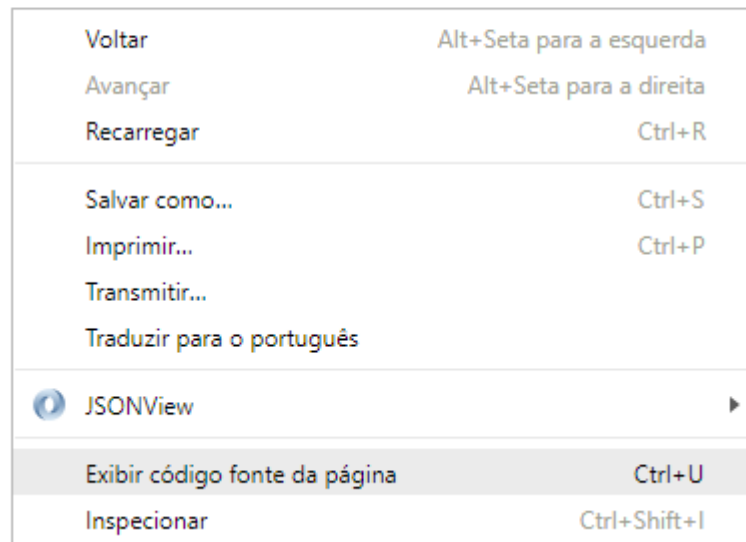 Voltar Alt+Seta para a esquerda
Avançar Alt+Seta para a direita
Recarregar Ctrl+R
Salvar como... Ctrl+S
Imprimir... Ctrl+P
Transmitir...
Traduzir para o português
JSONView
Exibir código fonte da página Ctrl+U
Inspecionar Ctrl+Shift+I